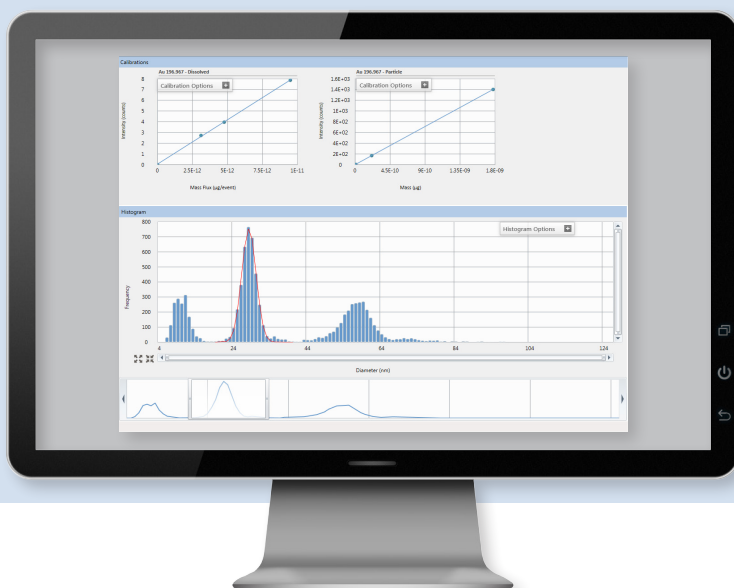 Calibrations
Au 196.967 - Dissolved
Calibration Options
Intensity (counts)
8
7
6
5
4
3
2
1
0
0 2.5E-12 5E-12 7.5E-12 1E-11
Mass Flux (µg/event)
Au 196.967 - Particle
Calibration Options
Intensity (counts)
1.6E+03
1.4E+03
1.2E+03
1E+03
8E+02
6E+02
4E+02
2E+02
0
0 4.5E-10 9E-10 1.35E-09 1.8E-09
Mass (µg)
Histogram
Histogram Options
Frequency
800
700
600
500
400
300
200
100
0
4 24 44 64 84 104 124
Diameter (nm)